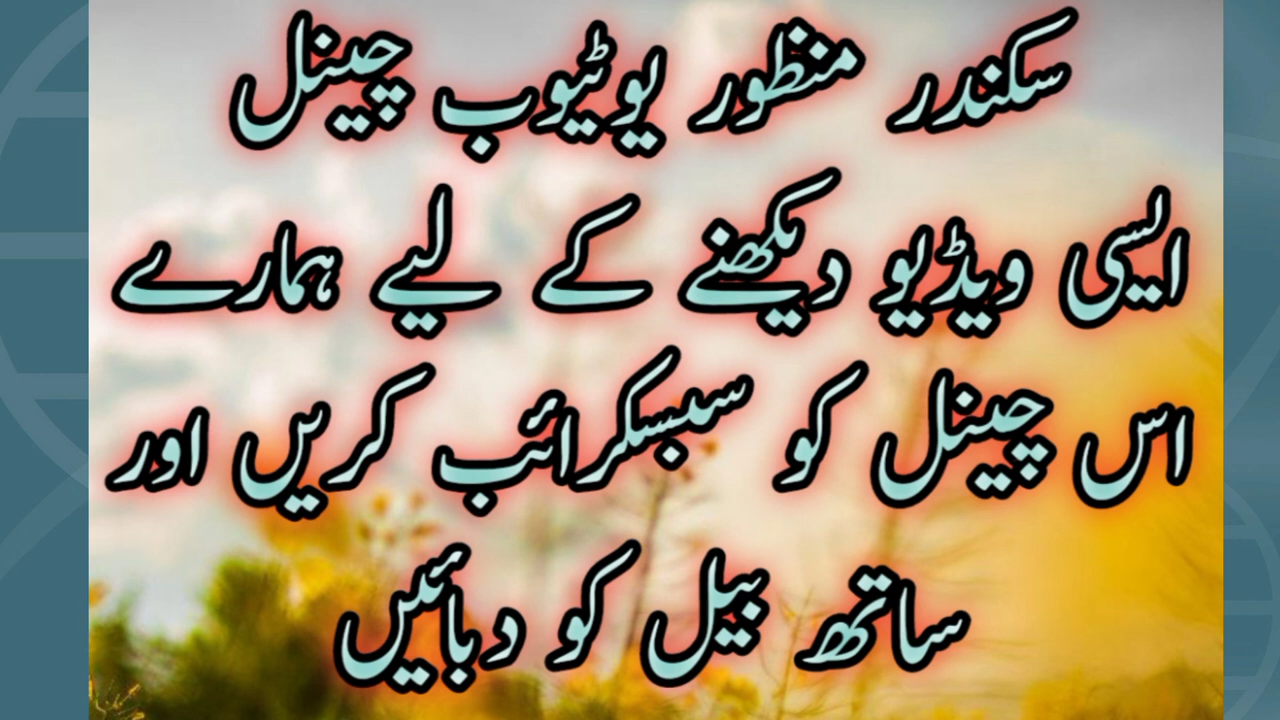 سکندر منظور یوٹیوب چینل
ایسی ویڈیو دیکھنے کے لیے ہمارے
اس چینل کو سبسکرائب کریں اور
ساتھ بیل کو دبائیں